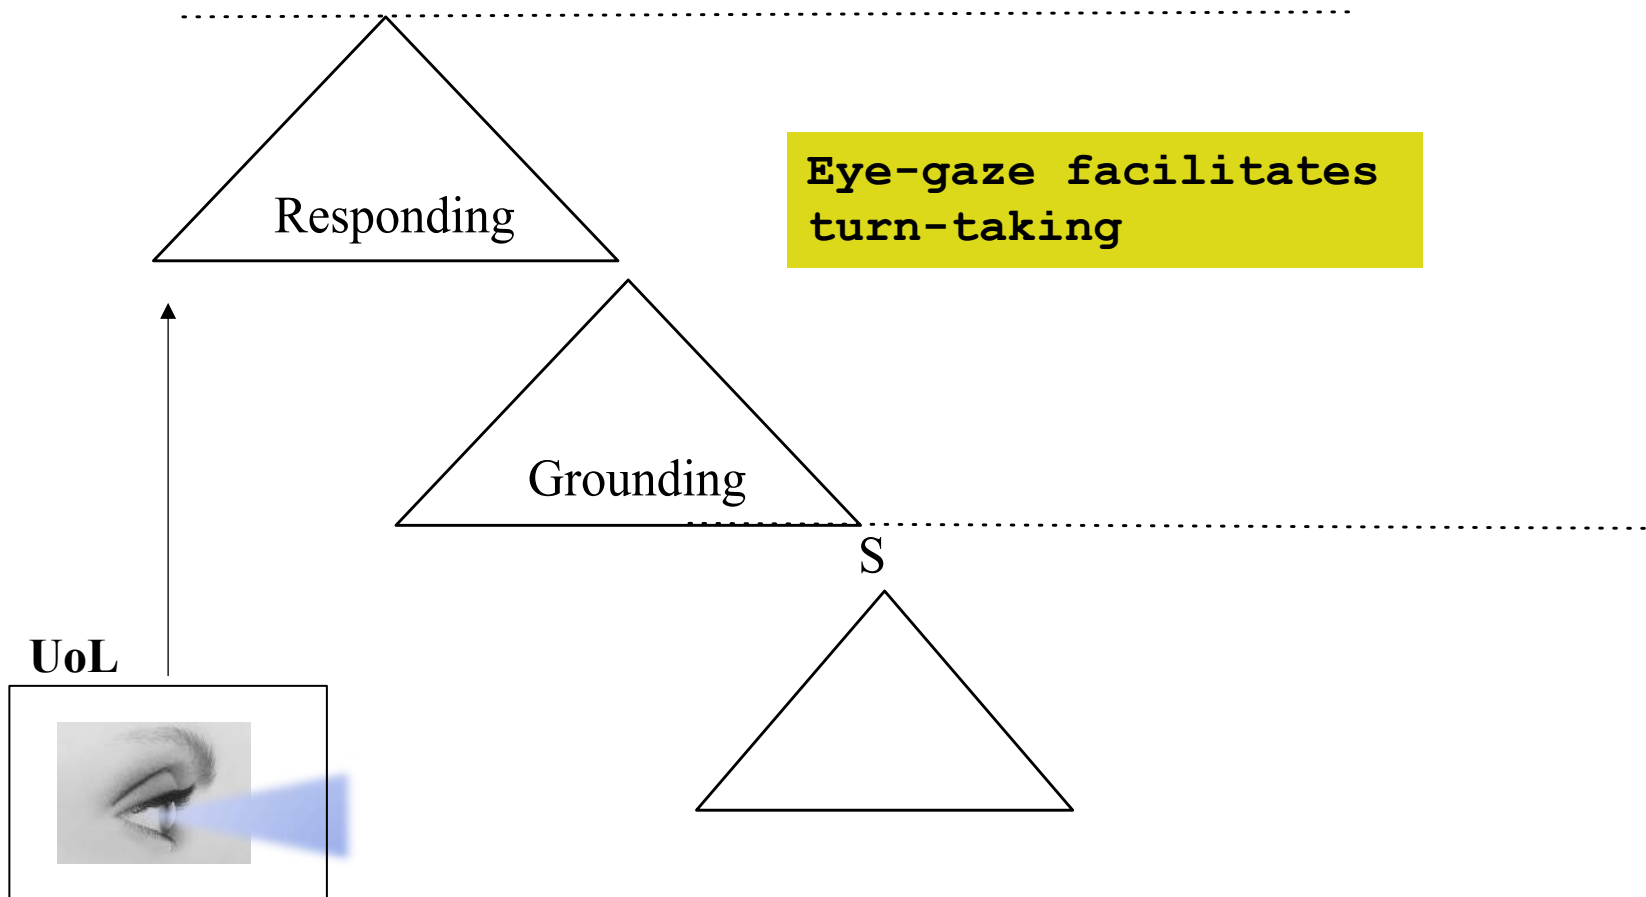 Responding
Eye-gaze facilitates
turn-taking
Grounding
S
UoL